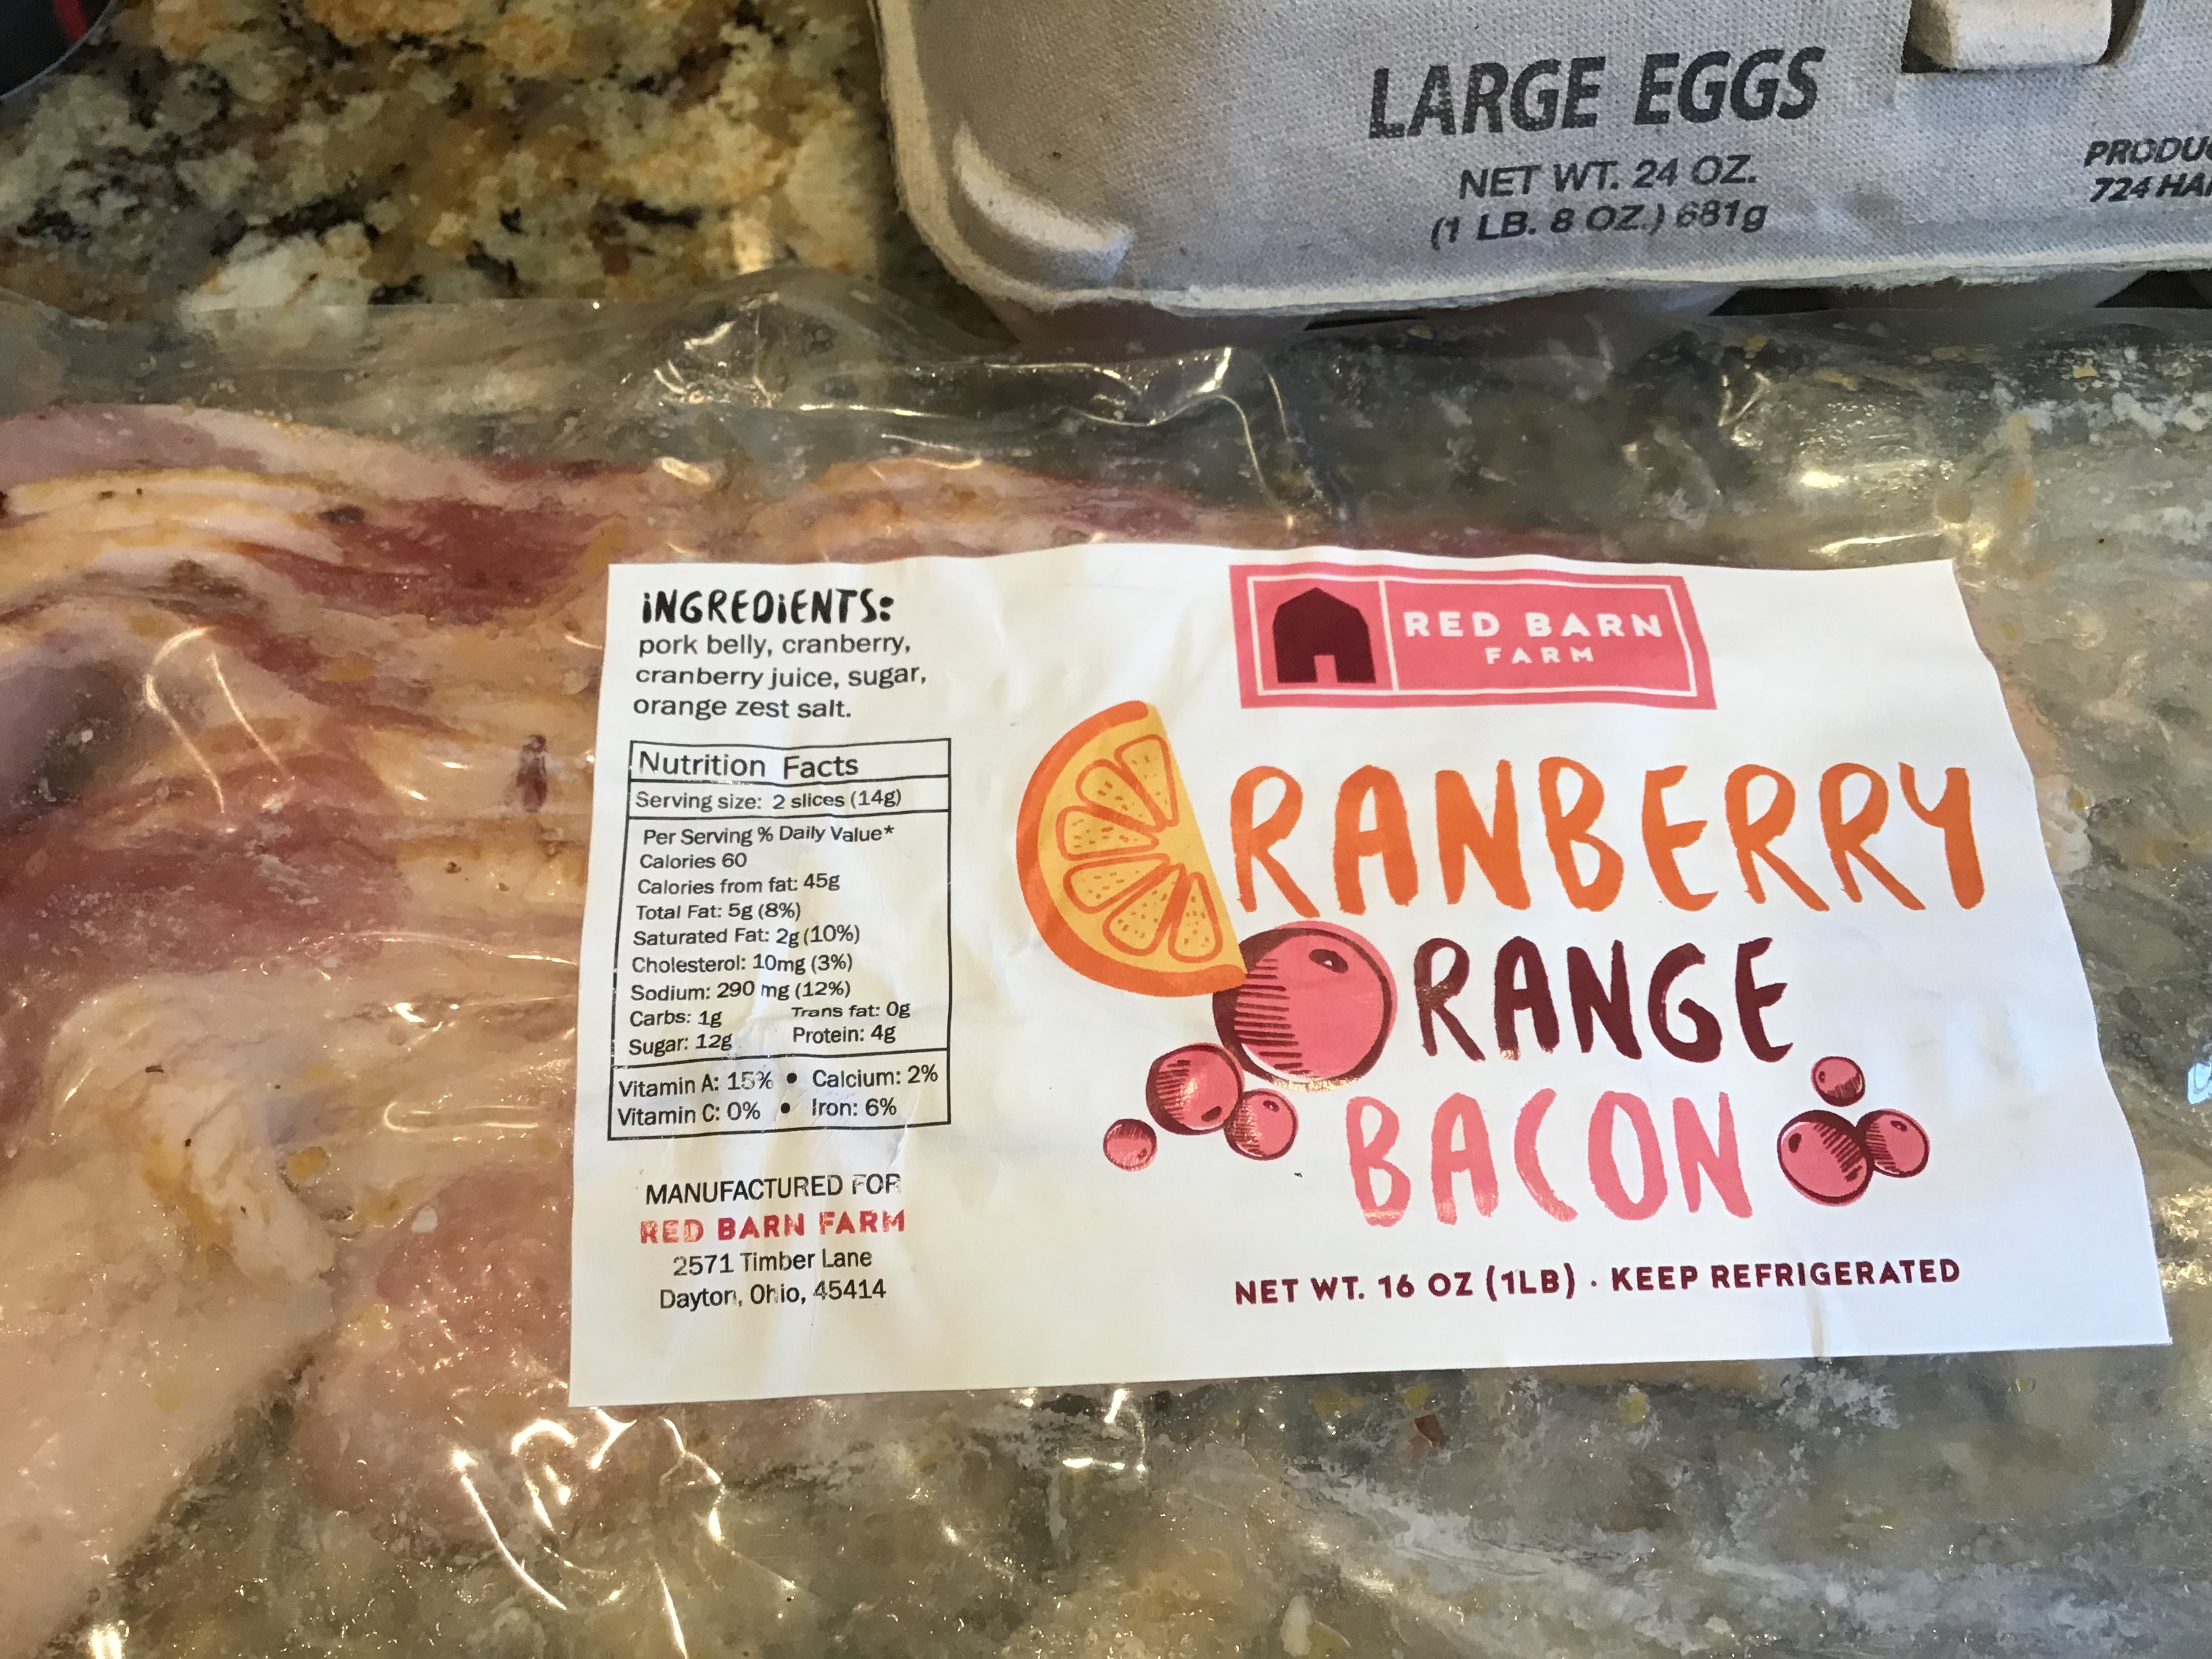 LARGE EGGS
NET WT. 24 OZ.
(1 LB. 8 OZ.) 681g
724
INGREDIENTS:
pork belly, cranberry,
cranberry juice, sugar,
orange zest salt.
Nutrition Facts
Serving size: 2 slices (14g)
Per Serving % Daily Value*
Calories 60
Calories from fat: 45g
Total Fat: 5g (8%)
Saturated Fat: 2g (10%)
Cholesterol: 10mg (3%)
Sodium: 290 mg (12%)
Carbs: 1g Trans fat: 0g
Sugar: 12g Protein: 4g
Vitamin A: 15% • Calcium: 2%
Vitamin C: 0% • Iron: 6%
MANUFACTURED FOR
RED BARN FARM
2571 Timber Lane
Dayton, Ohio, 45414
RED BARN
FARM
CRANBERRY
ORANGE
BACON
NET WT. 16 OZ (1LB) · KEEP REFRIGERATED